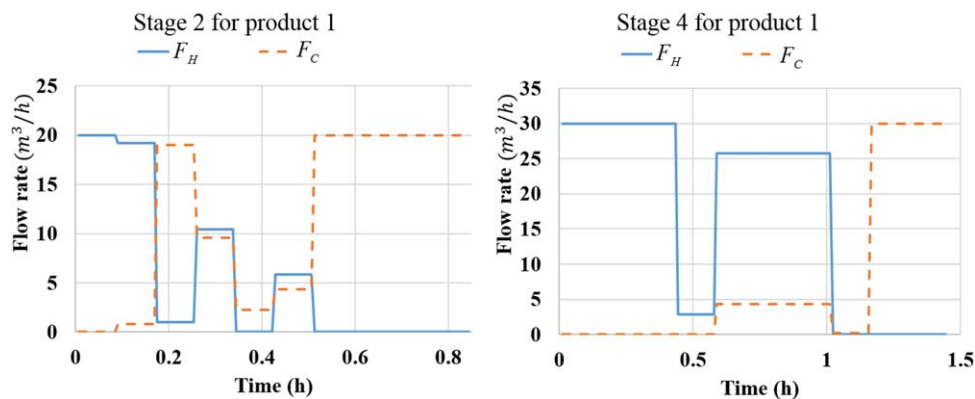 Stage 2 for product 1
F_H F_C
Flow rate (m³/h)
25
20
15
10
5
0
0 0.2 0.4 0.6 0.8
Time (h)
Stage 4 for product 1
F_H F_C
Flow rate (m³/h)
35
30
25
20
15
10
5
0
0 0.5 1 1.5
Time (h)